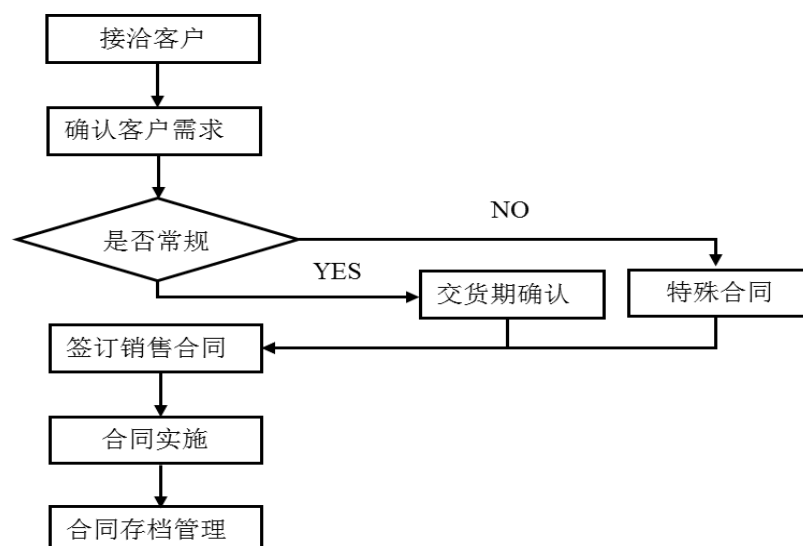 接洽客户
确认客户需求
是否常规
NO
YES
交货期确认
特殊合同
签订销售合同
合同实施
合同存档管理